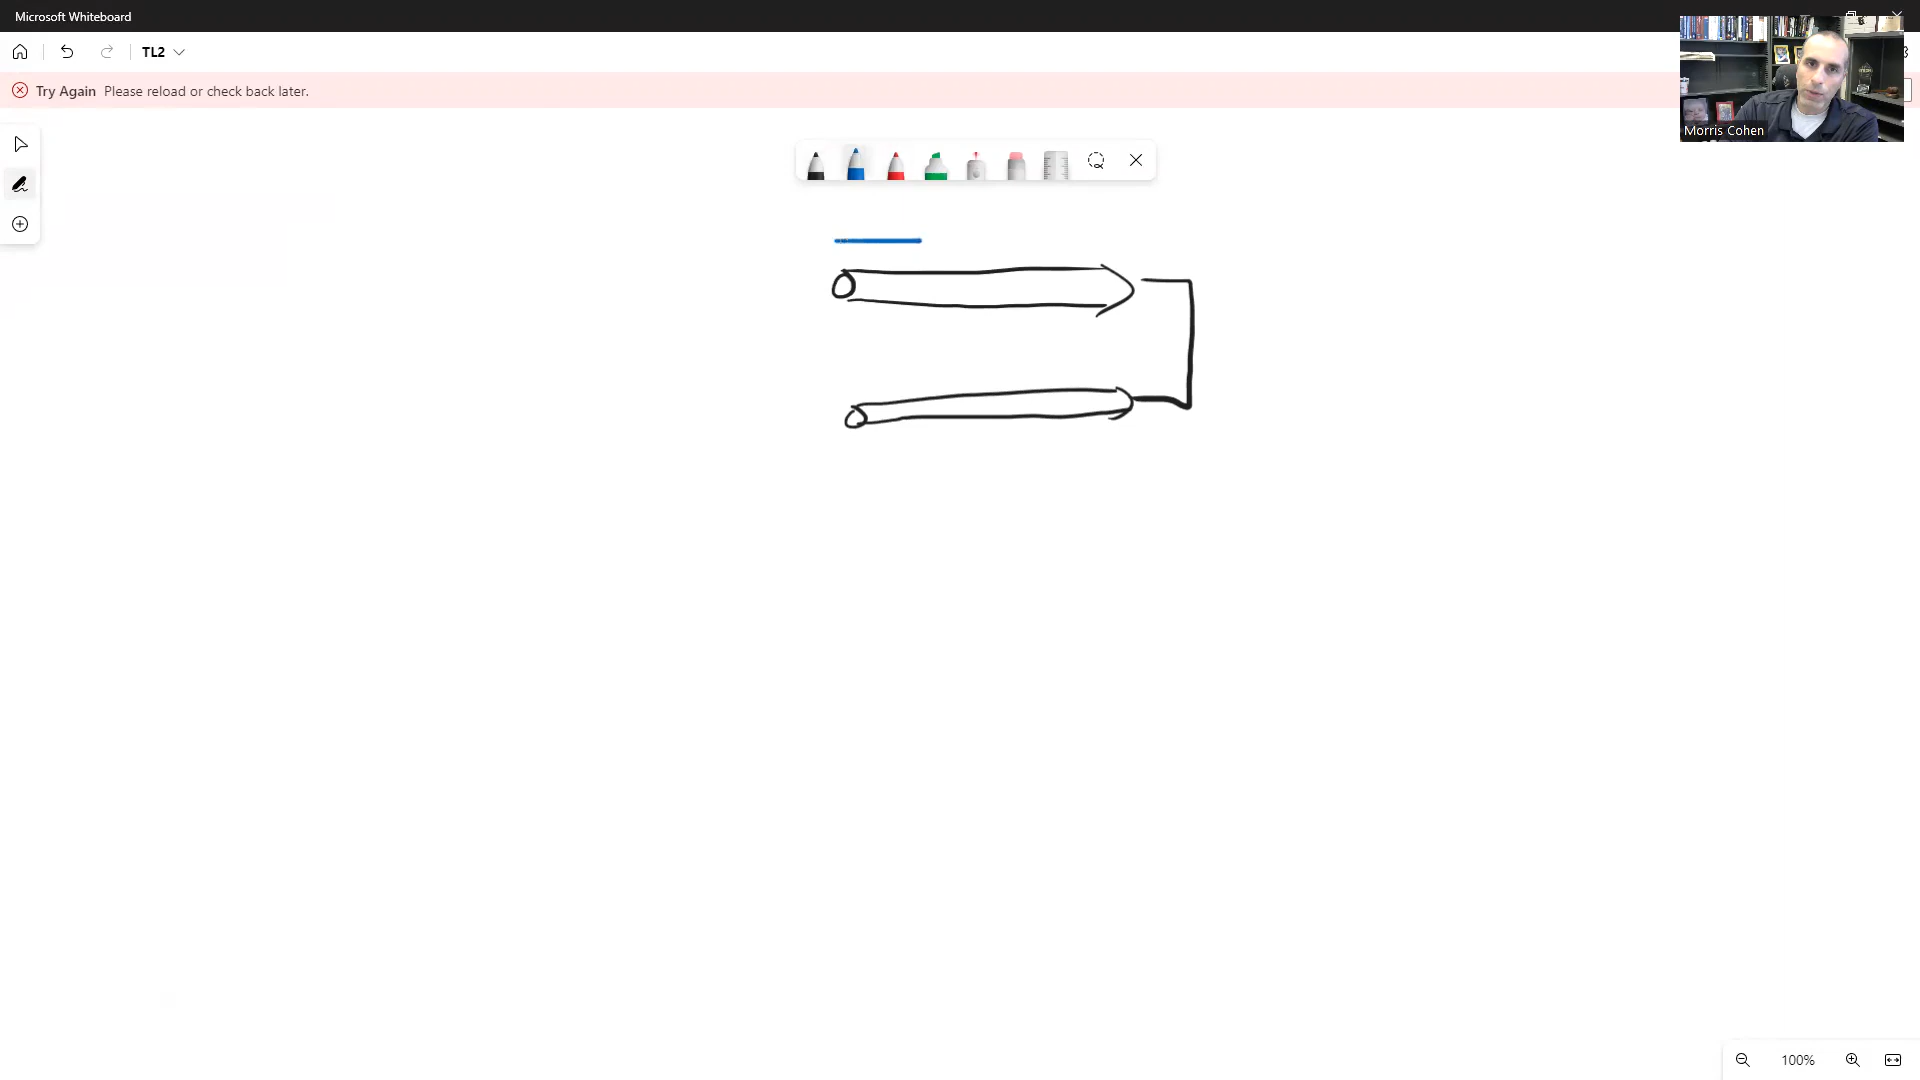 Microsoft Whiteboard
TL2
Try Again Please reload or check back later.
Morris Cohen
100%